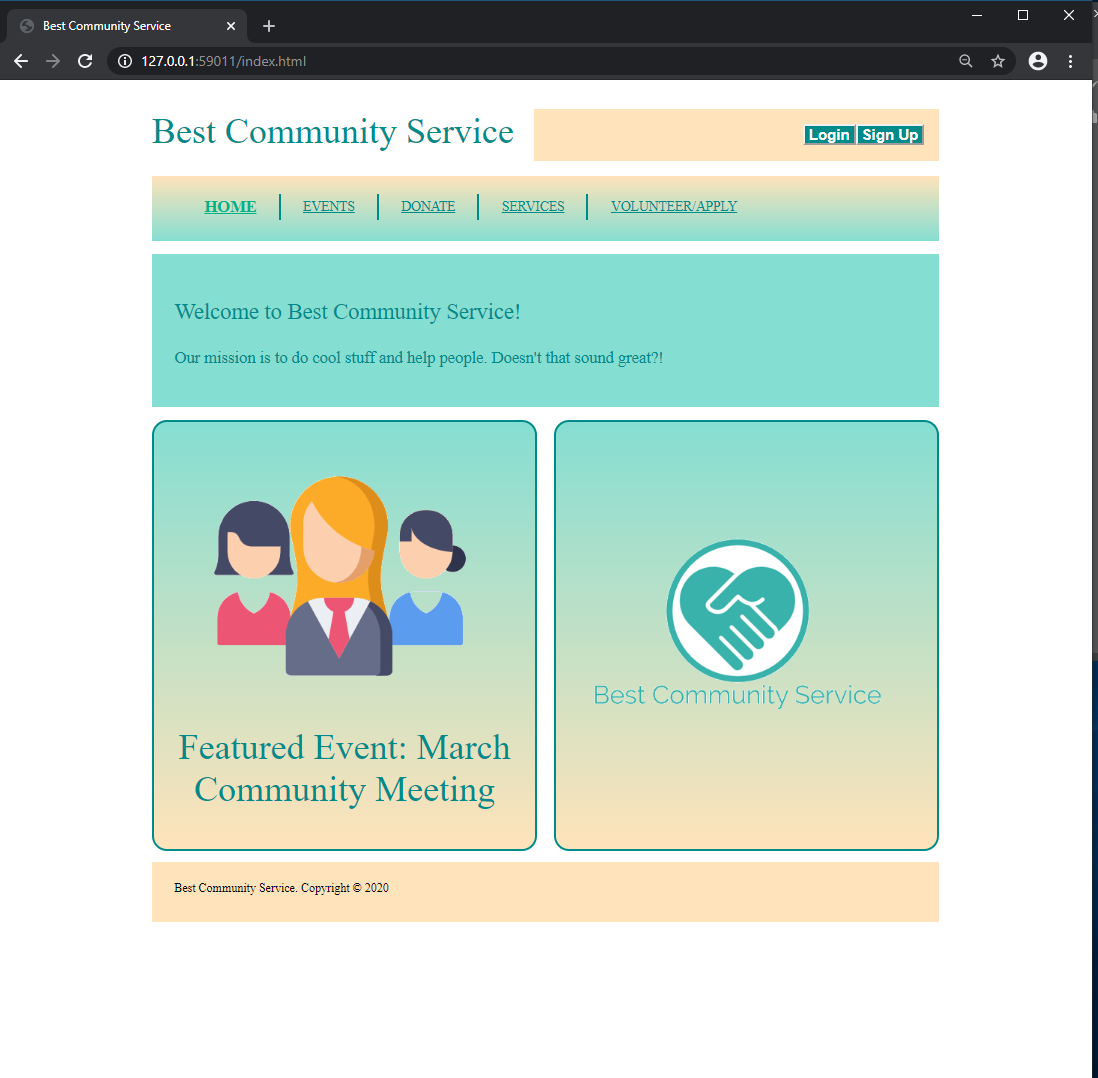 Best Community Service
127.0.0.1:59011/index.html
Best Community Service
Login Sign Up
HOME EVENTS DONATE SERVICES VOLUNTEER/APPLY
Welcome to Best Community Service!
Our mission is to do cool stuff and help people. Doesn't that sound great?!
Featured Event: March
Community Meeting
Best Community Service
Best Community Service. Copyright © 2020